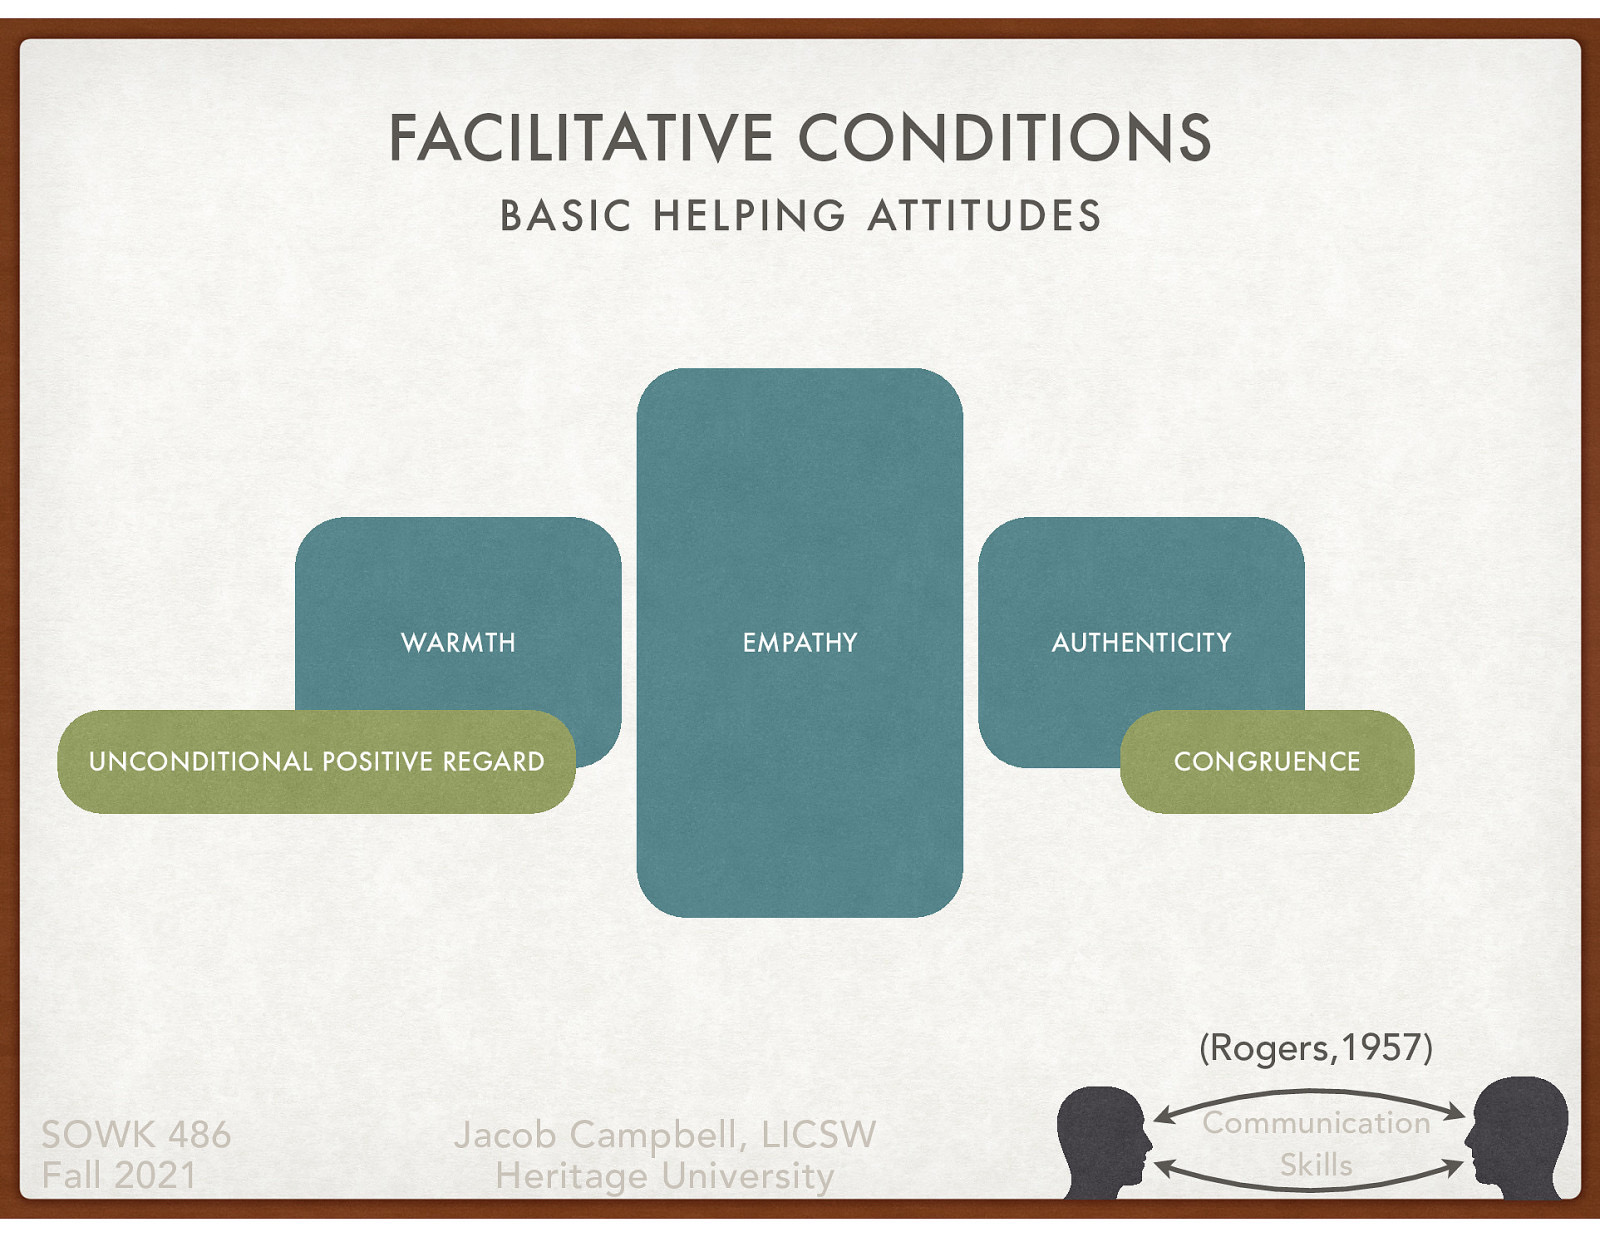 FACILITATIVE CONDITIONS
BASIC HELPING ATTITUDES
WARMTH
EMPATHY
AUTHENTICITY
UNCONDITIONAL POSITIVE REGARD
CONGRUENCE
(Rogers,1957)
Communication
Skills
SOWK 486
Fall 2021
Jacob Campbell, LICSW
Heritage University